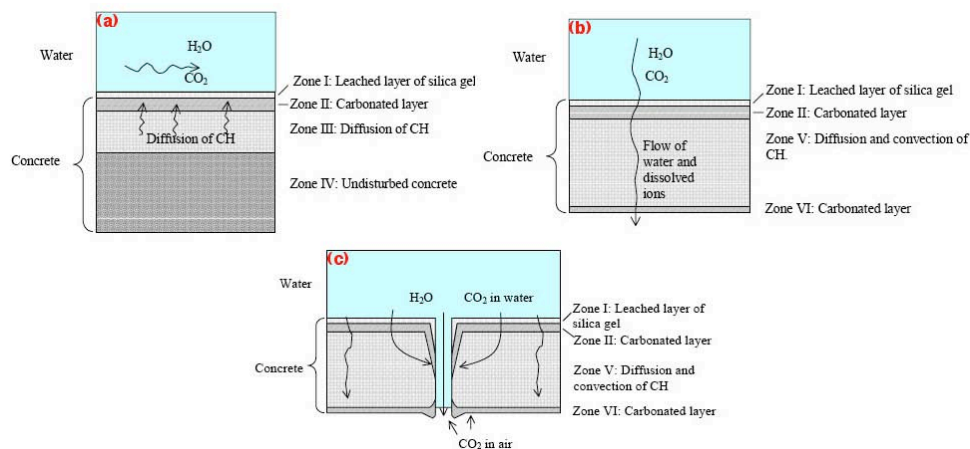 (a)
Water
H₂O
CO₂
Zone I: Leached layer of silica gel
Zone II: Carbonated layer
Diffusion of CH
Zone III: Diffusion of CH
Concrete
Zone IV: Undisturbed concrete
(b)
Water
H₂O
CO₂
Zone I: Leached layer of silica gel
Zone II: Carbonated layer
Concrete
Flow of
water and
dissolved
ions
Zone V: Diffusion and convection of
CH.
Zone VI: Carbonated layer
(c)
Water
H₂O
CO₂ in water
Zone I: Leached layer of
silica gel
Zone II: Carbonated layer
Concrete
Zone V: Diffusion and
convection of CH
Zone VI: Carbonated layer
CO₂ in air